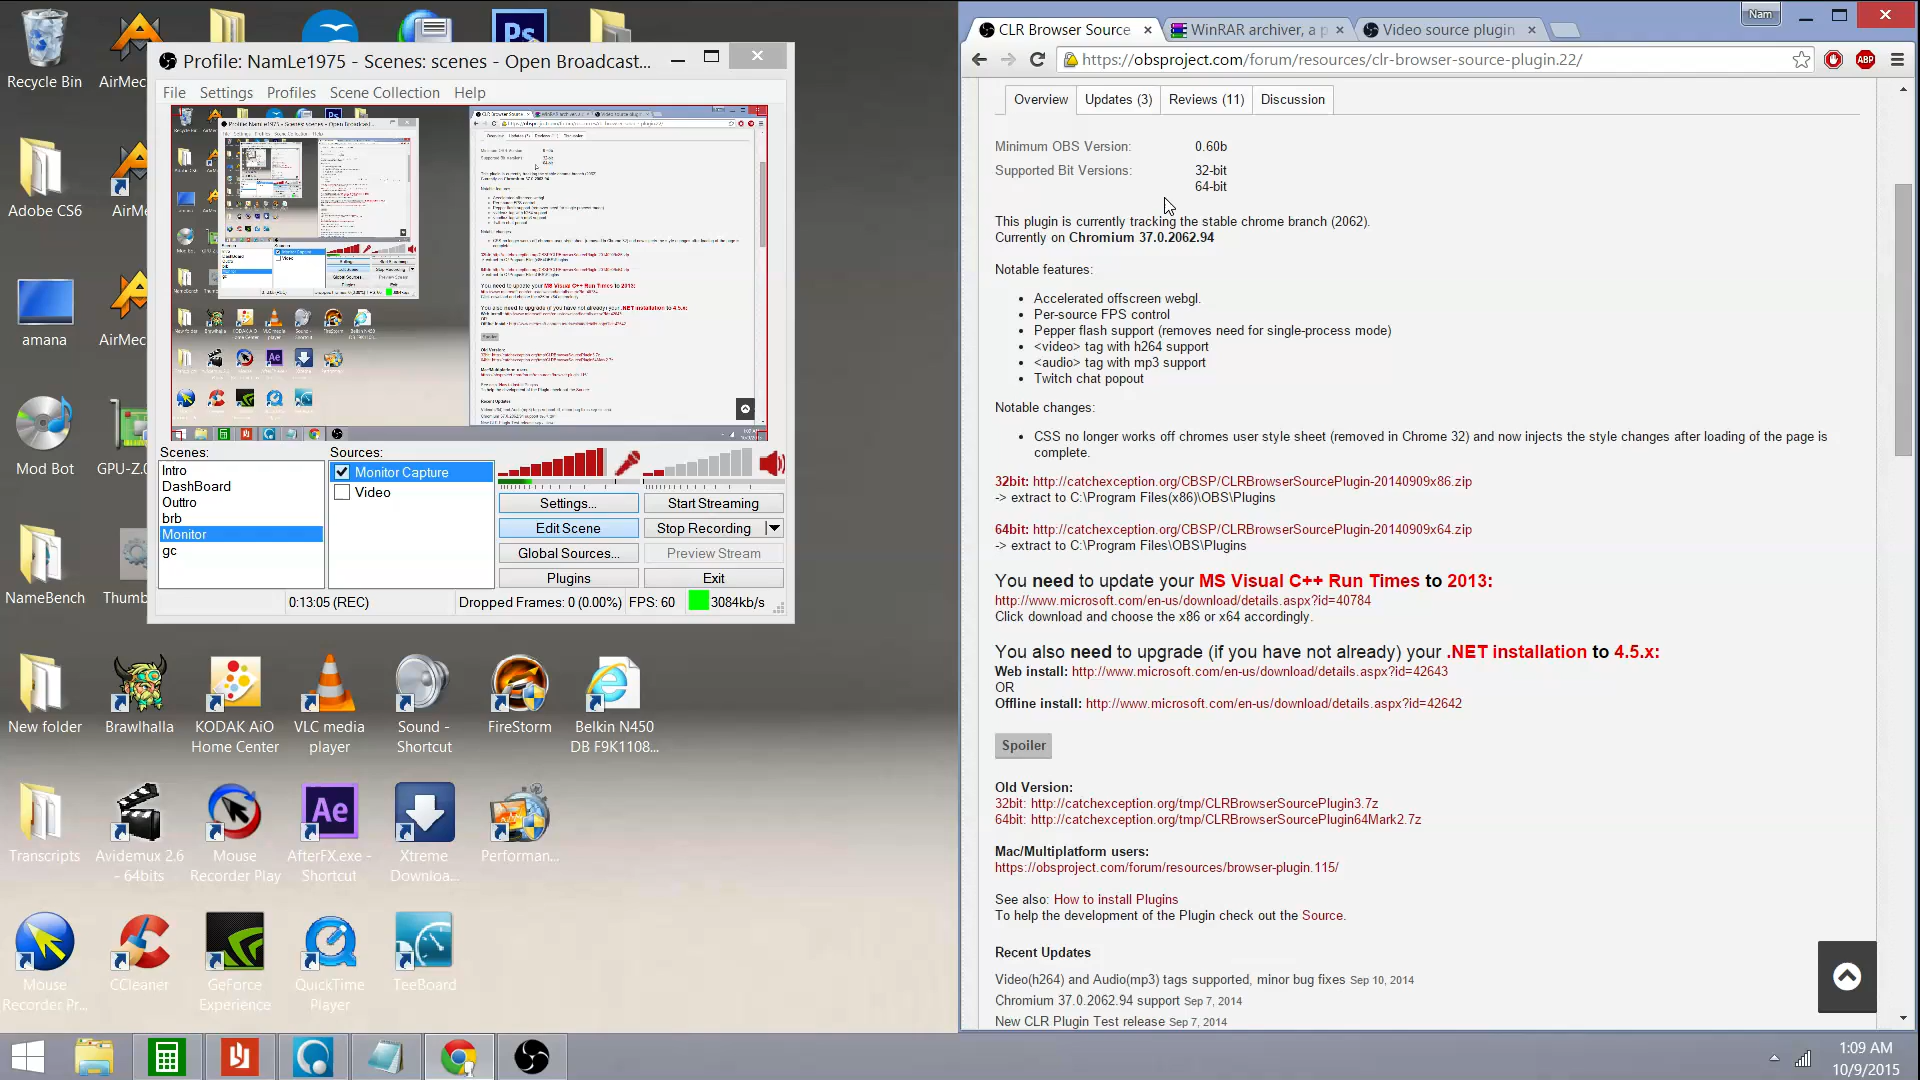 Recycle Bin
AirMec
Adobe CS6
AirMe
amana
AirMec
Mod Bot
GPU-Z.0
NameBench
Thumb
Profile: NamLe1975 - Scenes: scenes - Open Broadcast...
File Settings Profiles Scene Collection Help
Scenes:
Intro
DashBoard
Outtro
brb
Monitor
gc
Sources:
Monitor Capture
Video
Settings...
Start Streaming
Edit Scene
Stop Recording
Global Sources...
Preview Stream
Plugins
Exit
0:13:05 (REC)
Dropped Frames: 0 (0.00%)
FPS: 60
3084kb/s
New folder
Brawlhalla
KODAK AiO
Home Center
VLC media
player
Sound -
Shortcut
FireStorm
Belkin N450
DB F9K1108...
Transcripts
Avidemux 2.6
- 64bits
Mouse
Recorder Play
AfterFX.exe -
Shortcut
Xtreme
Downloa...
Performan...
Mouse
Recorder Pr...
CCleaner
GeForce
Experience
QuickTime
Player
TeeBoard
Ps
Ae
Nam
CLR Browser Source
WinRAR archiver, a p
Video source plugin
https://obsproject.com/forum/resources/clr-browser-source-plugin.22/
ABP
Overview
Updates (3)
Reviews (11)
Discussion
Minimum OBS Version: 0.60b
Supported Bit Versions: 32-bit
64-bit
This plugin is currently tracking the stable chrome branch (2062).
Currently on Chromium 37.0.2062.94
Notable features:
Accelerated offscreen webgl.
Per-source FPS control
Pepper flash support (removes need for single-process mode)
<video> tag with h264 support
<audio> tag with mp3 support
Twitch chat popout
Notable changes:
CSS no longer works off chromes user style sheet (removed in Chrome 32) and now injects the style changes after loading of the page is
complete.
32bit: http://catchexception.org/CBSP/CLRBrowserSourcePlugin-20140909x86.zip
-> extract to C:\Program Files(x86)\OBS\Plugins
64bit: http://catchexception.org/CBSP/CLRBrowserSourcePlugin-20140909x64.zip
-> extract to C:\Program Files\OBS\Plugins
You need to update your MS Visual C++ Run Times to 2013:
http://www.microsoft.com/en-us/download/details.aspx?id=40784
Click download and choose the x86 or x64 accordingly.
You also need to upgrade (if you have not already) your .NET installation to 4.5.x:
Web install: http://www.microsoft.com/en-us/download/details.aspx?id=42643
OR
Offline install: http://www.microsoft.com/en-us/download/details.aspx?id=42642
Spoiler
Old Version:
32bit: http://catchexception.org/tmp/CLRBrowserSourcePlugin3.7z
64bit: http://catchexception.org/tmp/CLRBrowserSourcePlugin64Mark2.7z
Mac/Multiplatform users:
https://obsproject.com/forum/resources/browser-plugin.115/
See also: How to install Plugins
To help the development of the Plugin check out the Source.
Recent Updates
Video(h264) and Audio(mp3) tags supported, minor bug fixes Sep 10, 2014
Chromium 37.0.2062.94 support Sep 7, 2014
New CLR Plugin Test release Sep 7, 2014
1:09 AM
10/9/2015